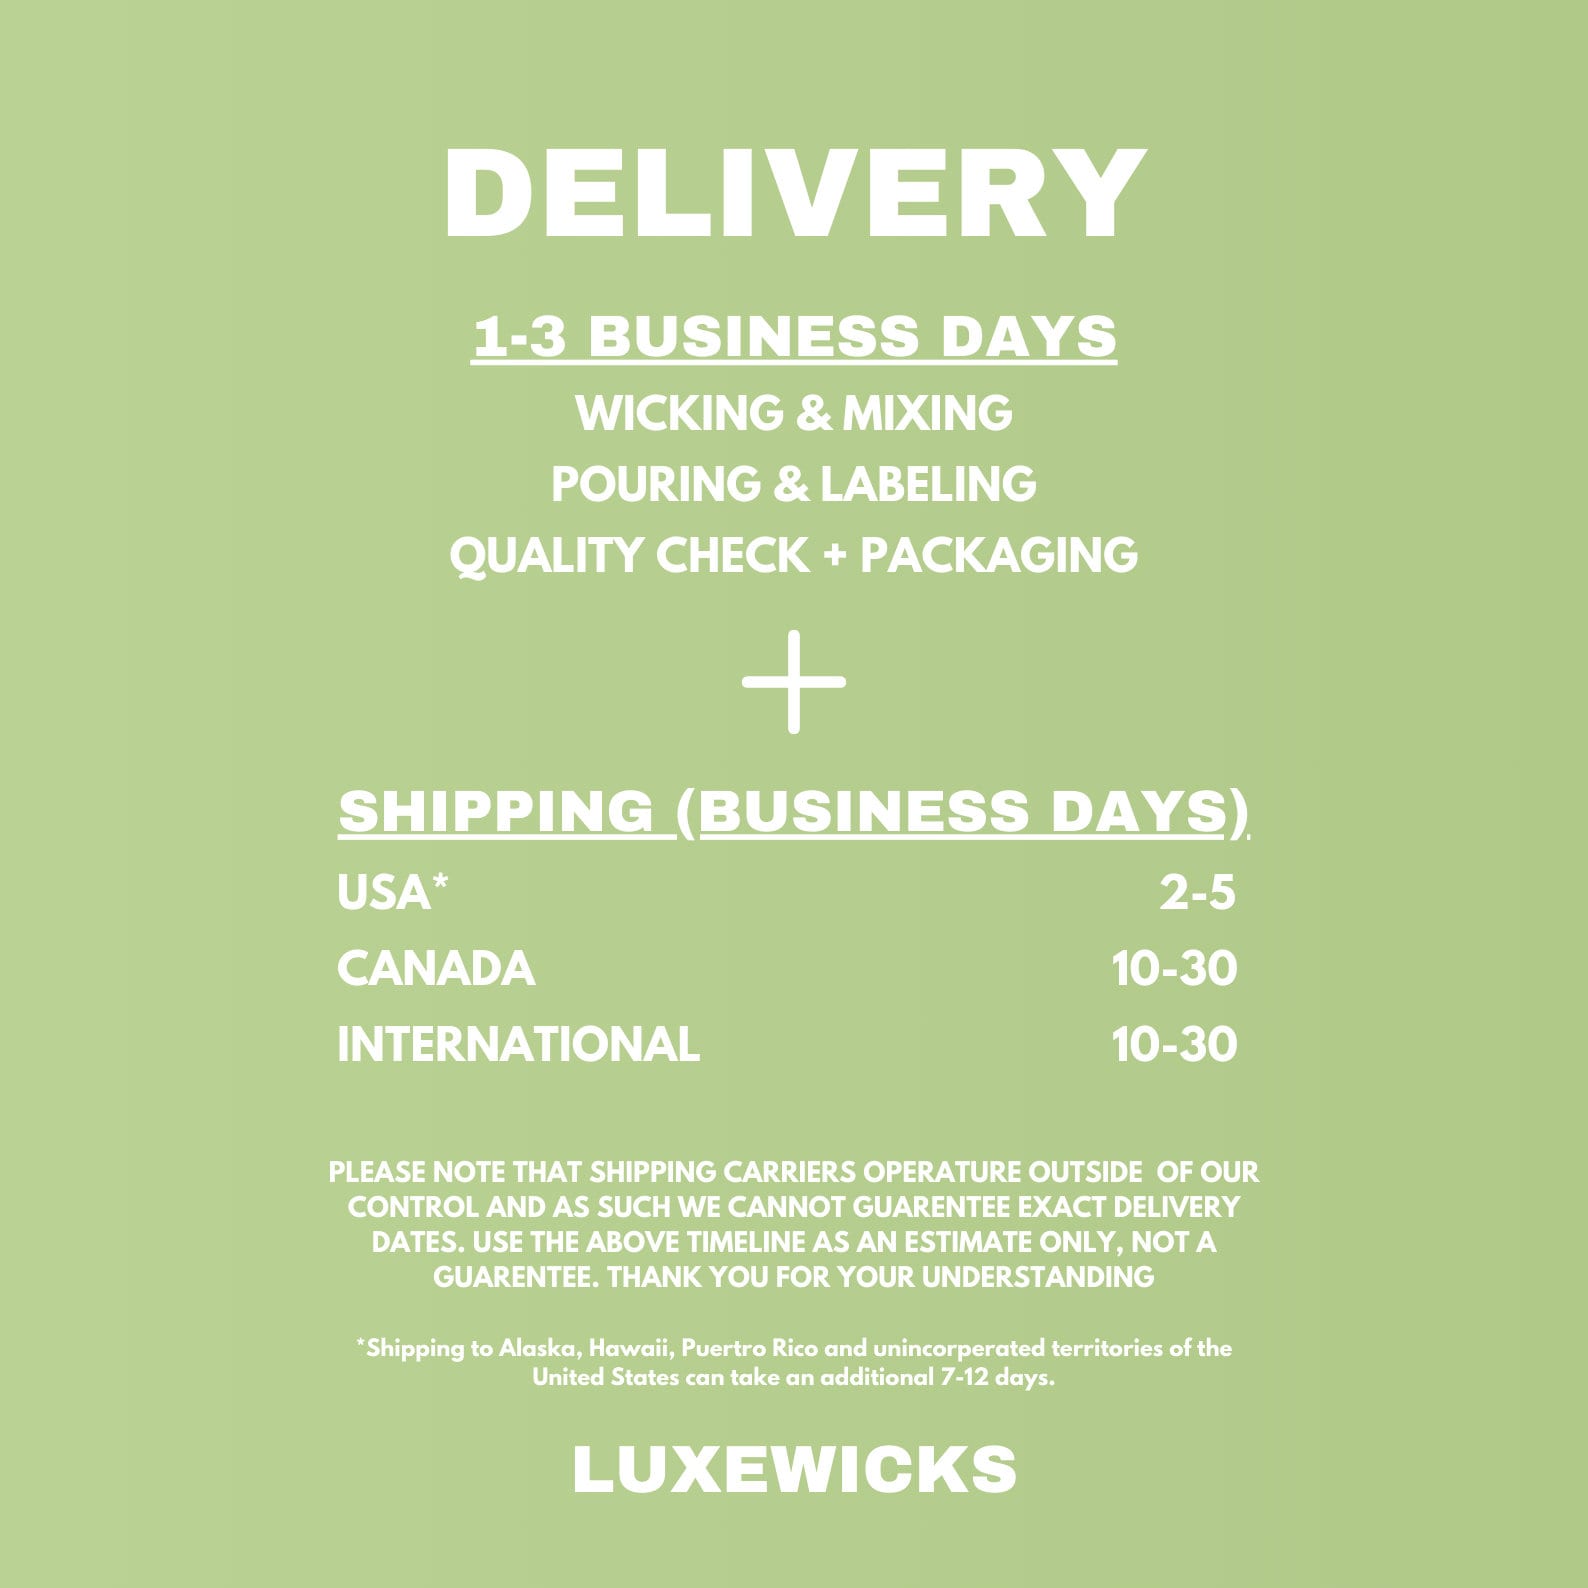 DELIVERY
1-3 BUSINESS DAYS
WICKING & MIXING
POURING & LABELING
QUALITY CHECK + PACKAGING
+
SHIPPING (BUSINESS DAYS)
USA* 2-5
CANADA 10-30
INTERNATIONAL 10-30
PLEASE NOTE THAT SHIPPING CARRIERS OPERATURE OUTSIDE OF OUR
CONTROL AND AS SUCH WE CANNOT GUARENTEE EXACT DELIVERY
DATES. USE THE ABOVE TIMELINE AS AN ESTIMATE ONLY, NOT A
GUARENTEE. THANK YOU FOR YOUR UNDERSTANDING
*Shipping to Alaska, Hawaii, Puertro Rico and unincorperated territories of the
United States can take an additional 7-12 days.
LUXEWICKS